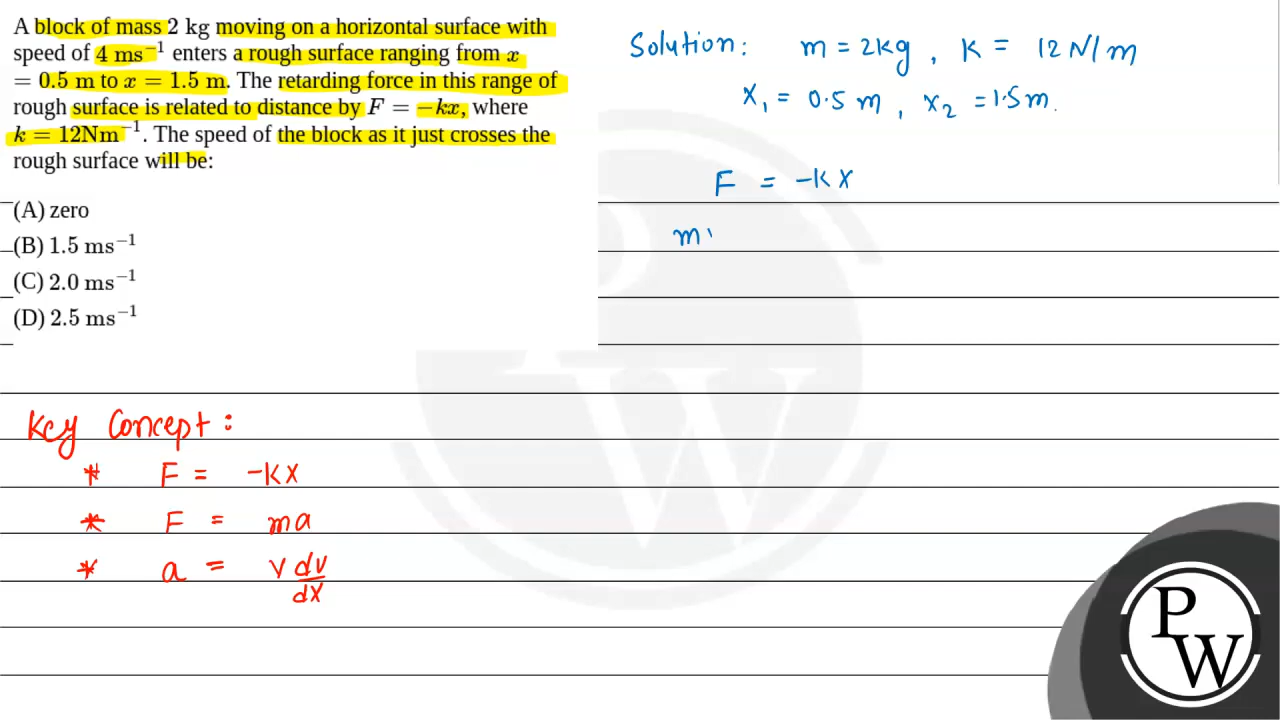 A block of mass 2 kg moving on a horizontal surface with
speed of 4 ms⁻¹ enters a rough surface ranging from x
= 0.5 m to x = 1.5 m. The retarding force in this range of
rough surface is related to distance by F = −kx, where
k = 12Nm⁻¹. The speed of the block as it just crosses the
rough surface will be:
(A) zero
(B) 1.5 ms⁻¹
(C) 2.0 ms⁻¹
(D) 2.5 ms⁻¹
Key Concept:
* F = -kx
* F = ma
* a = v dv/dx
Solution: m = 2kg, K = 12 N/m
x₁ = 0.5 m, x₂ = 1.5 m.
F = -kx
m
PW
PW